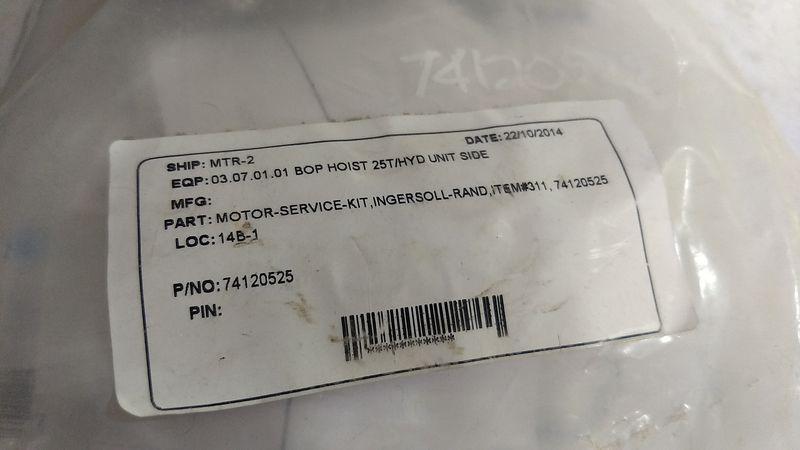 DATE: 22/10/2014
SHIP: MTR-2
EQP: 03.07.01.01 BOP HOIST 25T/HYD UNIT SIDE
MFG:
PART: MOTOR-SERVICE-KIT,INGERSOLL-RAND,ITEM#311, 74120525
LOC: 14B-1
P/NO: 74120525
PIN: